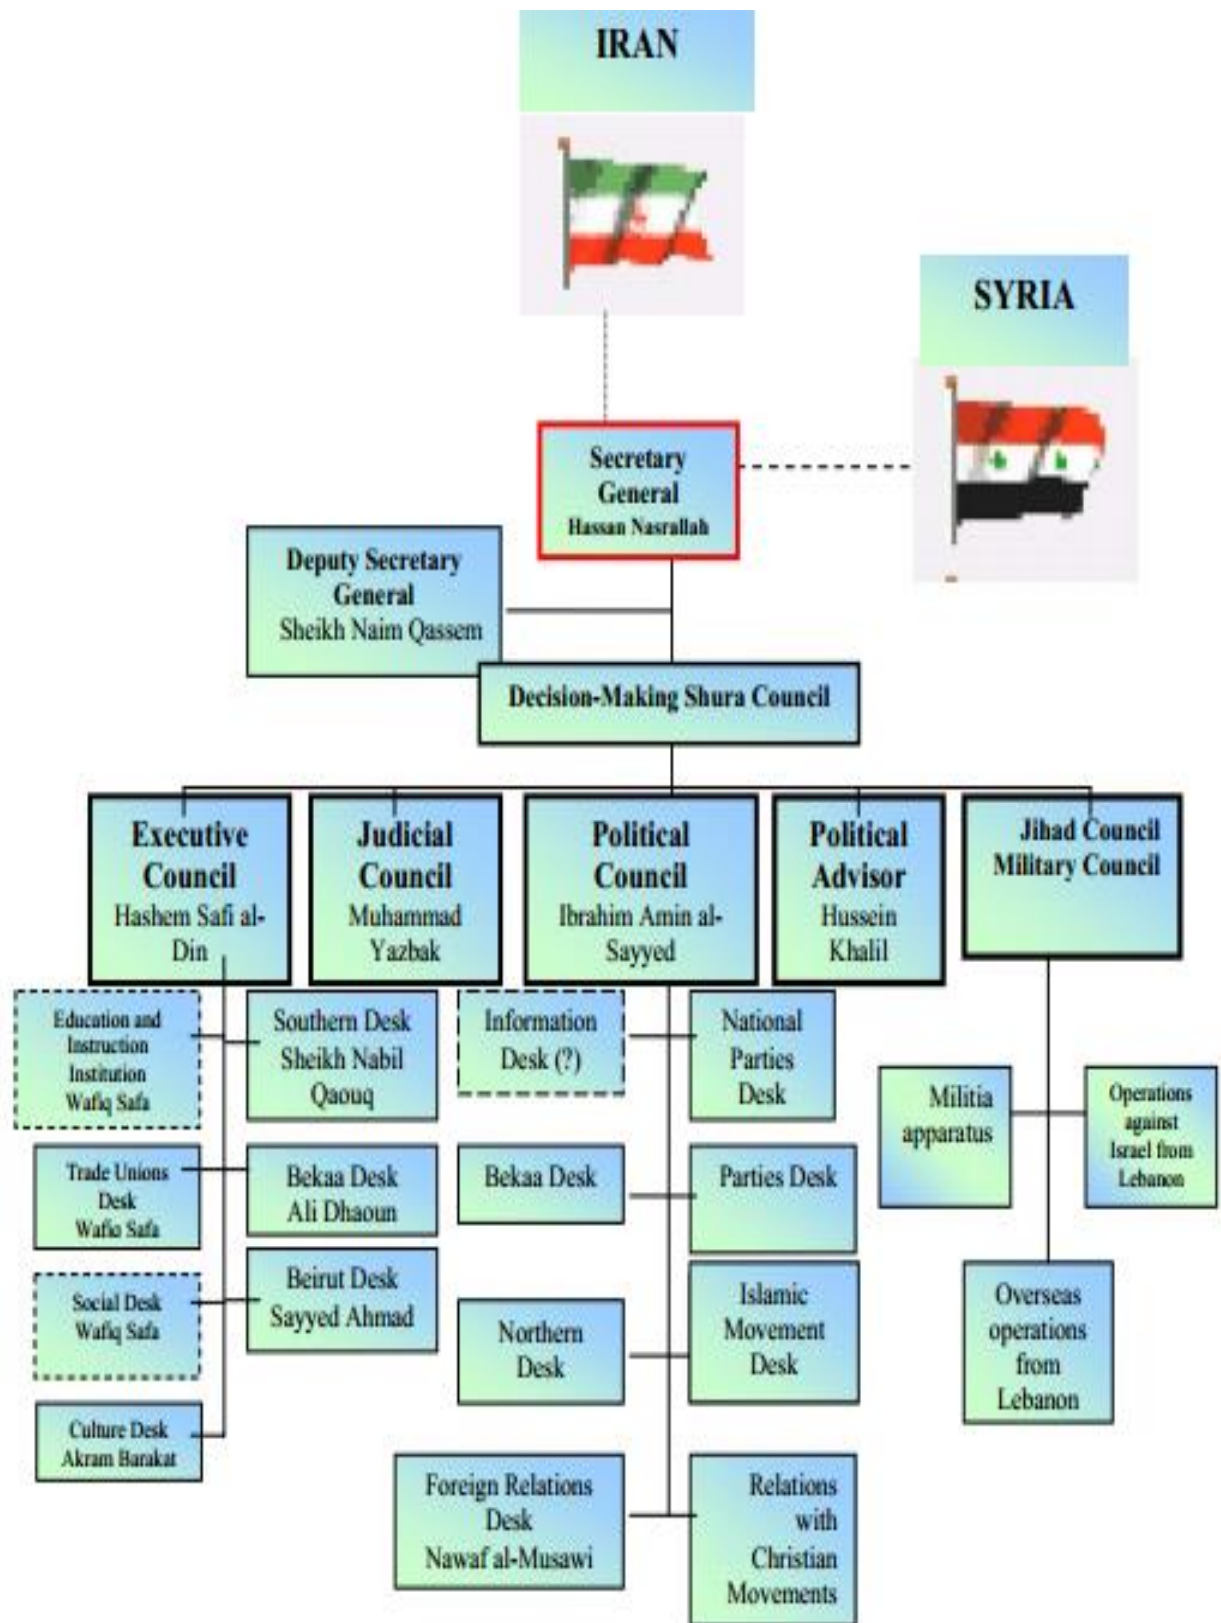 IRAN
SYRIA
Secretary
General
Hassan Nasrallah
Deputy Secretary
General
Sheikh Naim Qassem
Decision-Making Shura Council
Executive
Council
Hashem Safi al-
Din
Judicial
Council
Muhammad
Yazbak
Political
Council
Ibrahim Amin al-
Sayyed
Political
Advisor
Hussein
Khalil
Jihad Council
Military Council
Education and
Instruction
Institution
Wafiq Safa
Southern Desk
Sheikh Nabil
Qaouq
Trade Unions
Desk
Wafiq Safa
Bekaa Desk
Ali Dhaoun
Social Desk
Wafiq Safa
Beirut Desk
Sayyed Ahmad
Culture Desk
Akram Barakat
Information
Desk (?)
National
Parties
Desk
Bekaa Desk
Parties Desk
Northern
Desk
Islamic
Movement
Desk
Foreign Relations
Desk
Nawaf al-Musawi
Relations
with
Christian
Movements
Militia
apparatus
Operations
against
Israel from
Lebanon
Overseas
operations
from
Lebanon